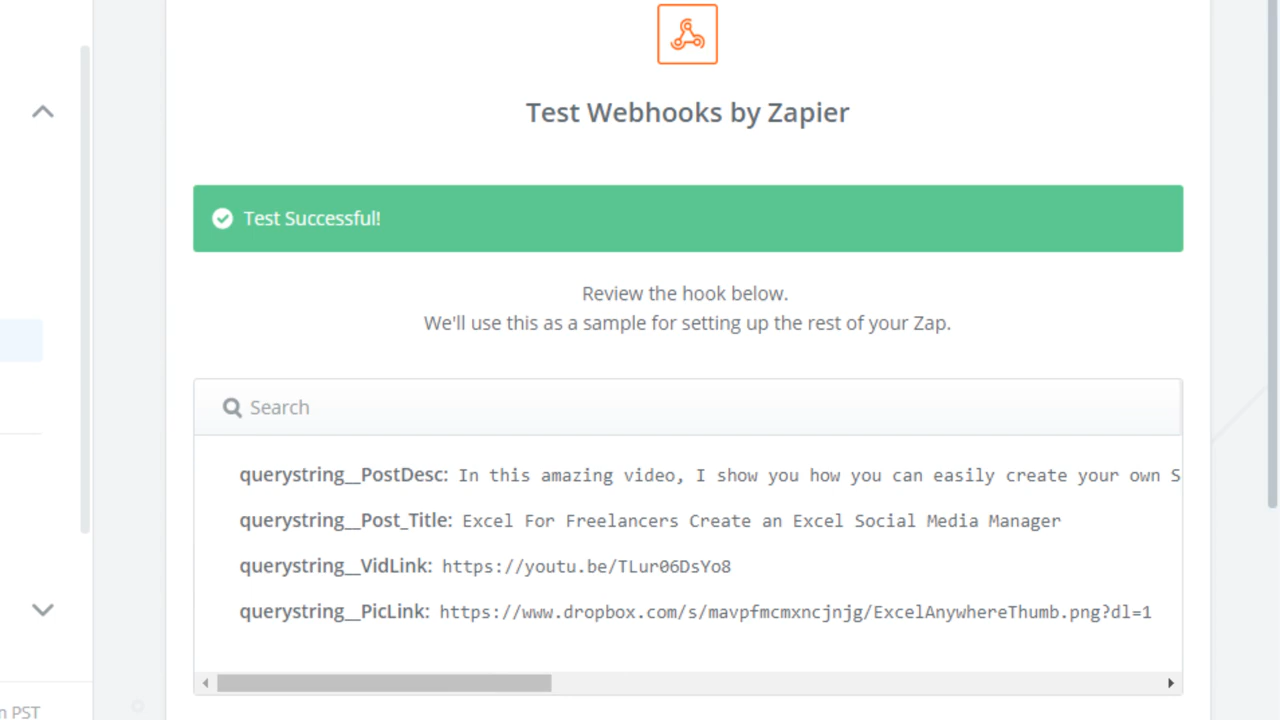 Test Webhooks by Zapier
Test Successful!
Review the hook below.
We'll use this as a sample for setting up the rest of your Zap.
Search
querystring__PostDesc: In this amazing video, I show you how you can easily create your own S
querystring__Post_Title: Excel For Freelancers Create an Excel Social Media Manager
querystring__VidLink: https://youtu.be/TLur06DsYo8
querystring__PicLink: https://www.dropbox.com/s/mavpfmcmxncjnjg/ExcelAnywhereThumb.png?dl=1
n PST